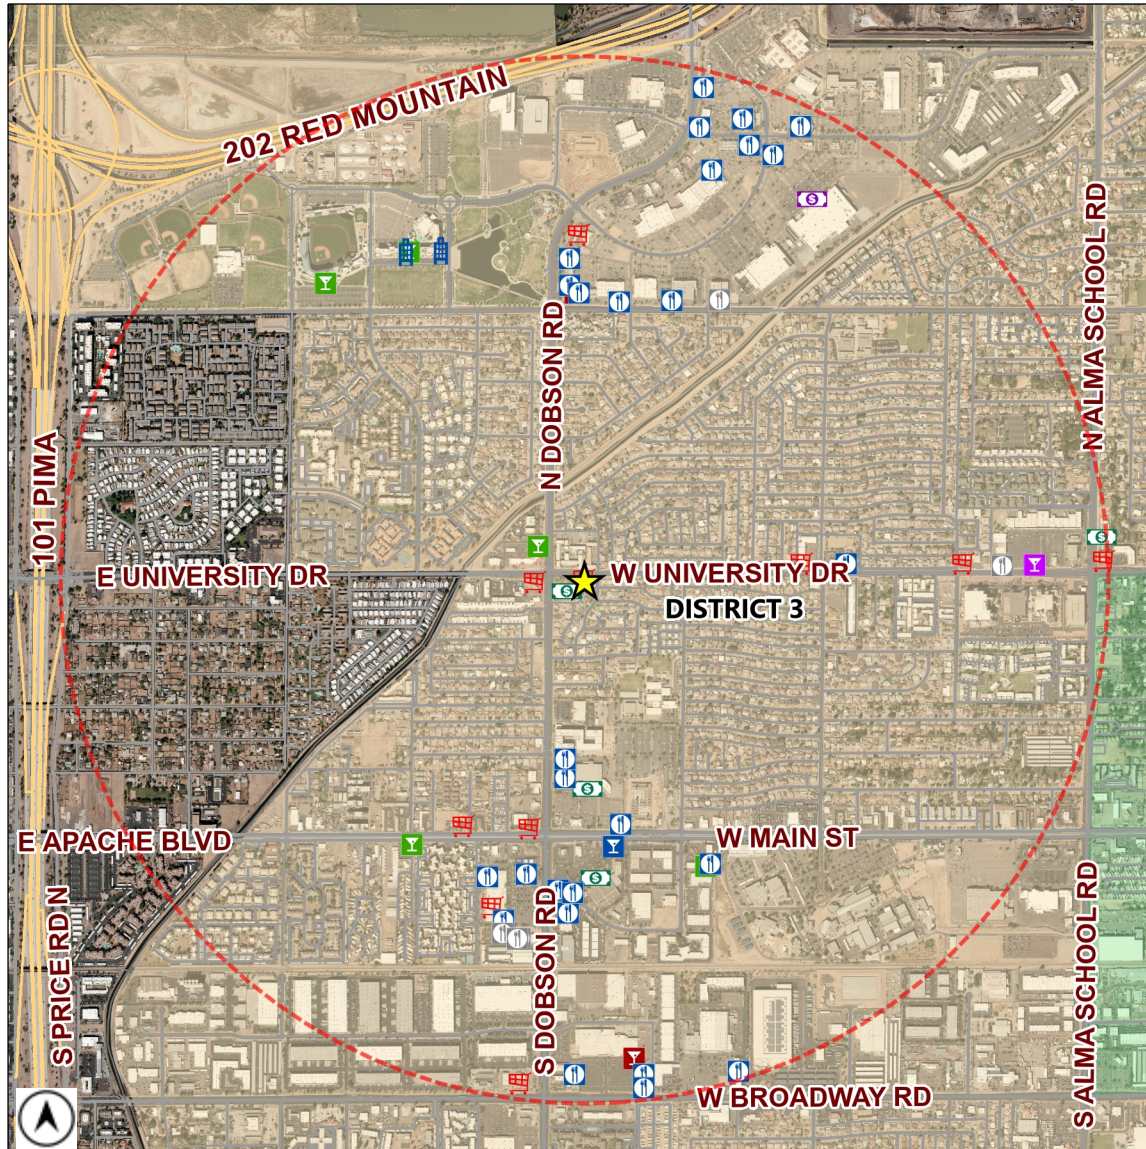 202 RED MOUNTAIN
N ALMA SCHOOL RD
N DOBSON RD
101 PIMA
E UNIVERSITY DR
W UNIVERSITY DR
DISTRICT 3
E APACHE BLVD
W MAIN ST
S PRICE RD N
S DOBSON RD
S ALMA SCHOOL RD
W BROADWAY RD